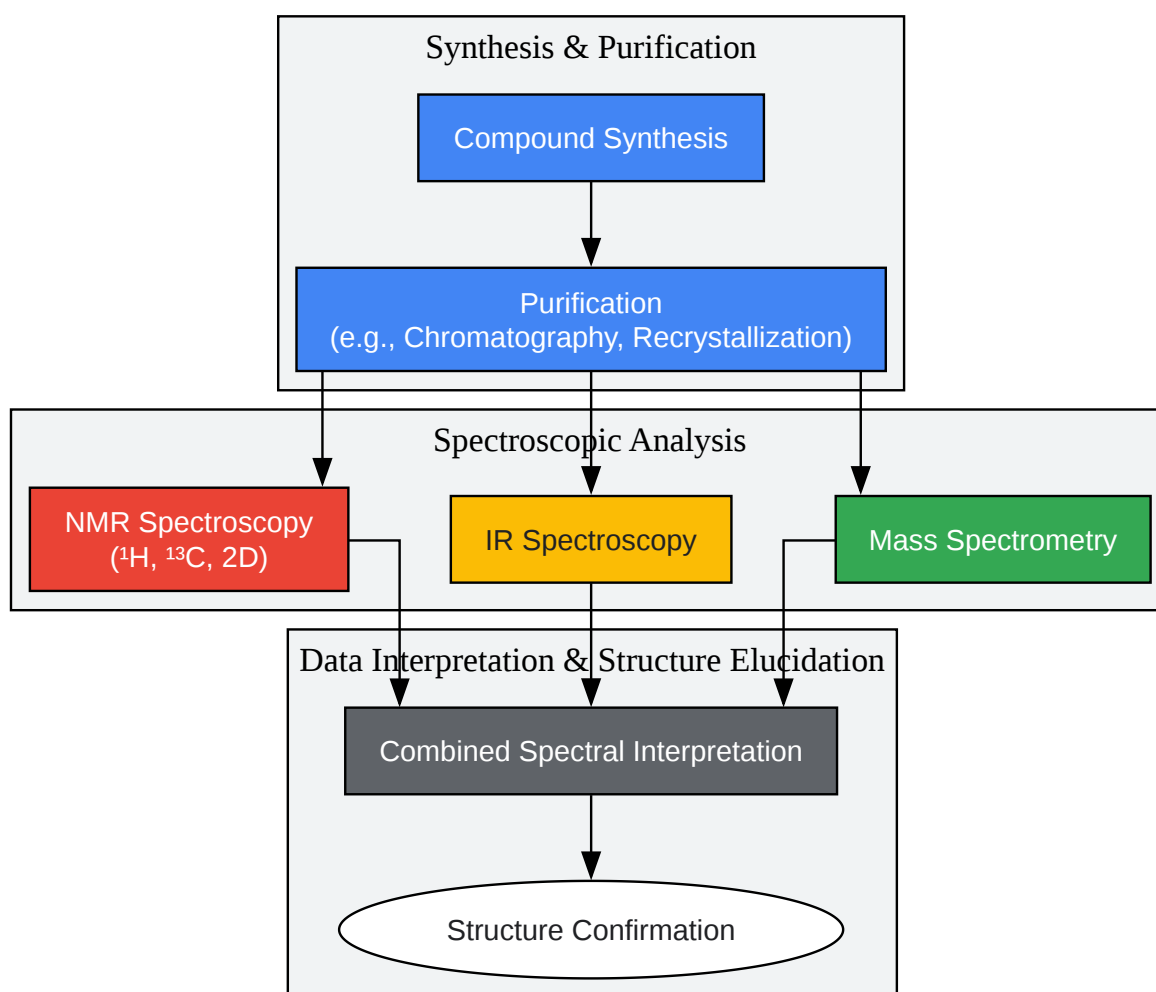 Synthesis & Purification
Compound Synthesis
Purification
(e.g., Chromatography, Recrystallization)
Spectroscopic Analysis
NMR Spectroscopy
(¹H, ¹³C, 2D)
IR Spectroscopy
Mass Spectrometry
Data Interpretation & Structure Elucidation
Combined Spectral Interpretation
Structure Confirmation